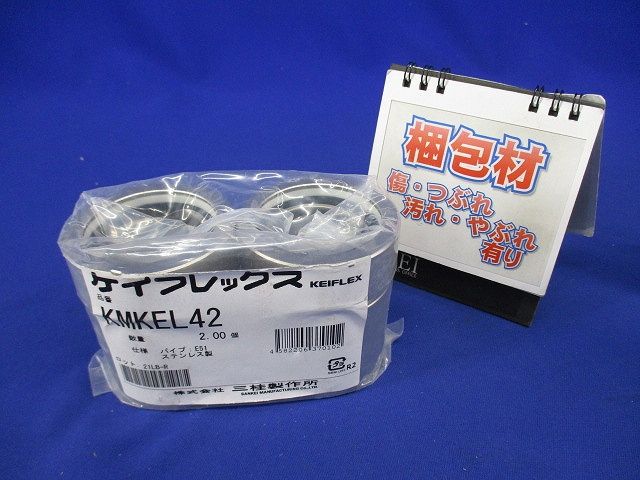 ケイフレックス KEIFLEX
品番
KMKEL42
数量 2.00 個
仕様 パイプ:E51
ステンレス製
4582206370102
ロット 21LB-R
R2
株式会社 三桂製作所
SANKEI MANUFACTURING CO.,LTD.
梱包材
傷・つぶれ
汚れ・やぶれ
有り
EI